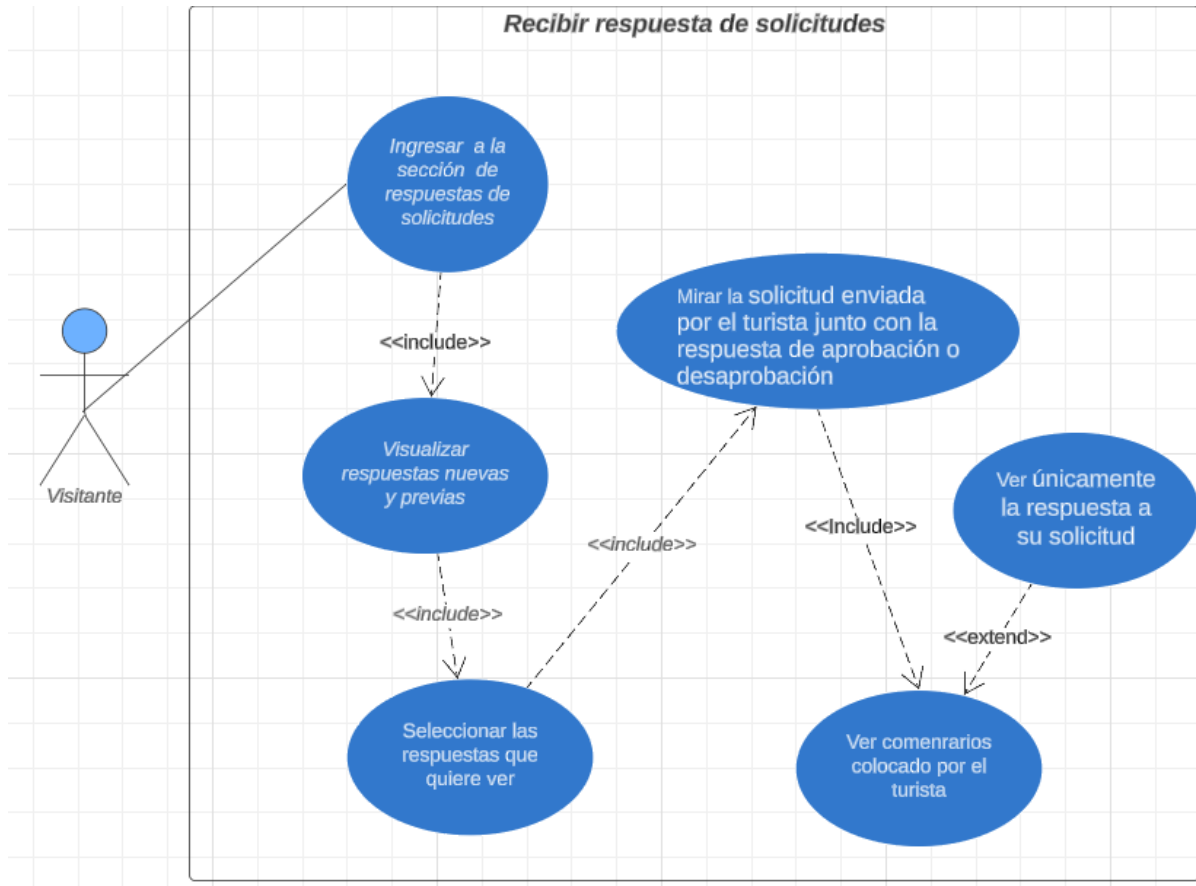 Recibir respuesta de solicitudes
Ingresar a la
sección de
respuestas de
solicitudes
<<include>>
Visitante
Visualizar
respuestas nuevas
y previas
<<include>>
Seleccionar las
respuestas que
quiere ver
<<include>>
Mirar la solicitud enviada
por el turista junto con la
respuesta de aprobación o
desaprobación
<<Include>>
Ver únicamente
la respuesta a
su solicitud
<<extend>>
Ver comenrarios
colocado por el
turista